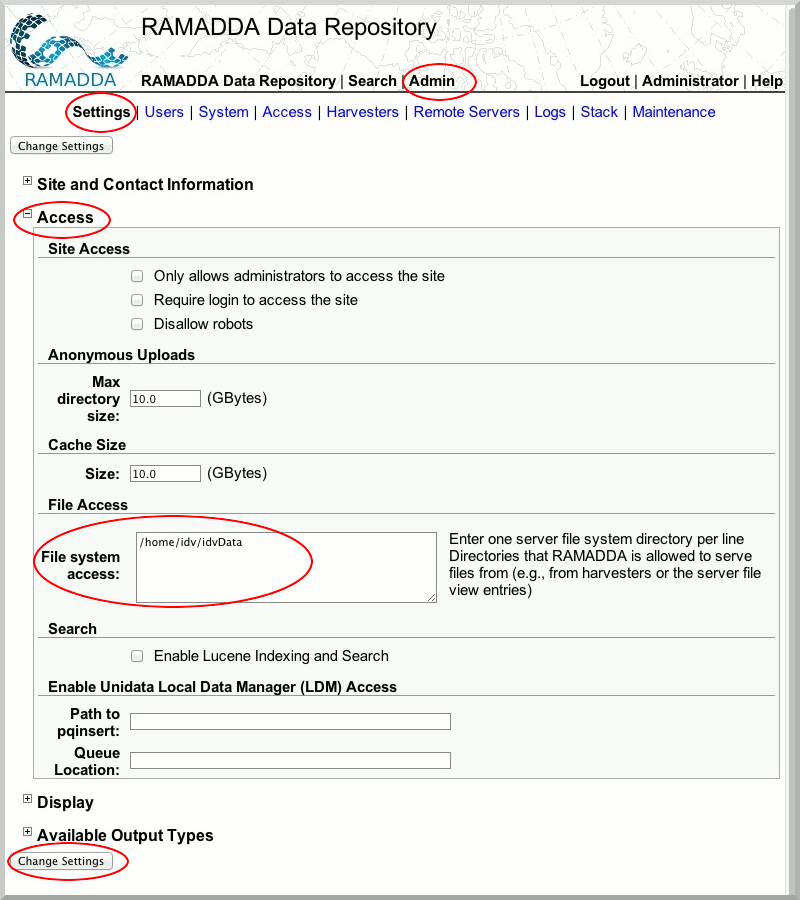 RAMADDA Data Repository
RAMADDA
RAMADDA Data Repository | Search | Admin
Logout | Administrator | Help
Settings | Users | System | Access | Harvesters | Remote Servers | Logs | Stack | Maintenance
Change Settings
Site and Contact Information
Access
Site Access
Only allows administrators to access the site
Require login to access the site
Disallow robots
Anonymous Uploads
Max
directory
size:
10.0 (GBytes)
Cache Size
Size: 10.0 (GBytes)
File Access
File system
access:
/home/idv/idvData
Enter one server file system directory per line
Directories that RAMADDA is allowed to serve
files from (e.g., from harvesters or the server file
view entries)
Search
Enable Lucene Indexing and Search
Enable Unidata Local Data Manager (LDM) Access
Path to
pqinsert:
Queue
Location:
Display
Available Output Types
Change Settings